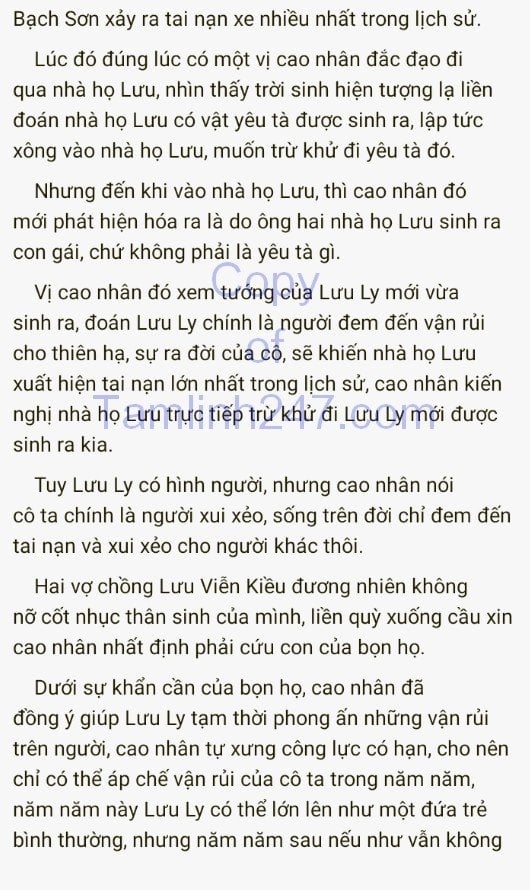 Bạch Sơn xảy ra tai nạn xe nhiều nhất trong lịch sử.
Lúc đó đúng lúc có một vị cao nhân đắc đạo đi
qua nhà họ Lưu, nhìn thấy trời sinh hiện tượng lạ liền
đoán nhà họ Lưu có vật yêu tà được sinh ra, lập tức
xông vào nhà họ Lưu, muốn trừ khử đi yêu tà đó.
Nhưng đến khi vào nhà họ Lưu, thì cao nhân đó
mới phát hiện hóa ra là do ông hai nhà họ Lưu sinh ra
con gái, chứ không phải là yêu tà gì.
Vị cao nhân đó xem tướng của Lưu Ly mới vừa
sinh ra, đoán Lưu Ly chính là người đem đến vận rủi
cho thiên hạ, sự ra đời của cô, sẽ khiến nhà họ Lưu
xuất hiện tai nạn lớn nhất trong lịch sử, cao nhân kiến
nghị nhà họ Lưu trực tiếp trừ khử đi Lưu Ly mới được
sinh ra kia.
Tuy Lưu Ly có hình người, nhưng cao nhân nói
cô ta chính là người xui xẻo, sống trên đời chỉ đem đến
tai nạn và xui xẻo cho người khác thôi.
Hai vợ chồng Lưu Viễn Kiều đương nhiên không
nỡ cốt nhục thân sinh của mình, liền quỳ xuống cầu xin
cao nhân nhất định phải cứu con của bọn họ.
Dưới sự khẩn cần của bọn họ, cao nhân đã
đồng ý giúp Lưu Ly tạm thời phong ấn những vận rủi
trên người, cao nhân tự xưng công lực có hạn, cho nên
chỉ có thể áp chế vận rủi của cô ta trong năm năm,
năm năm này Lưu Ly có thể lớn lên như một đứa trẻ
bình thường, nhưng năm năm sau nếu như vẫn không
Copy
of
Tamlinh247.com